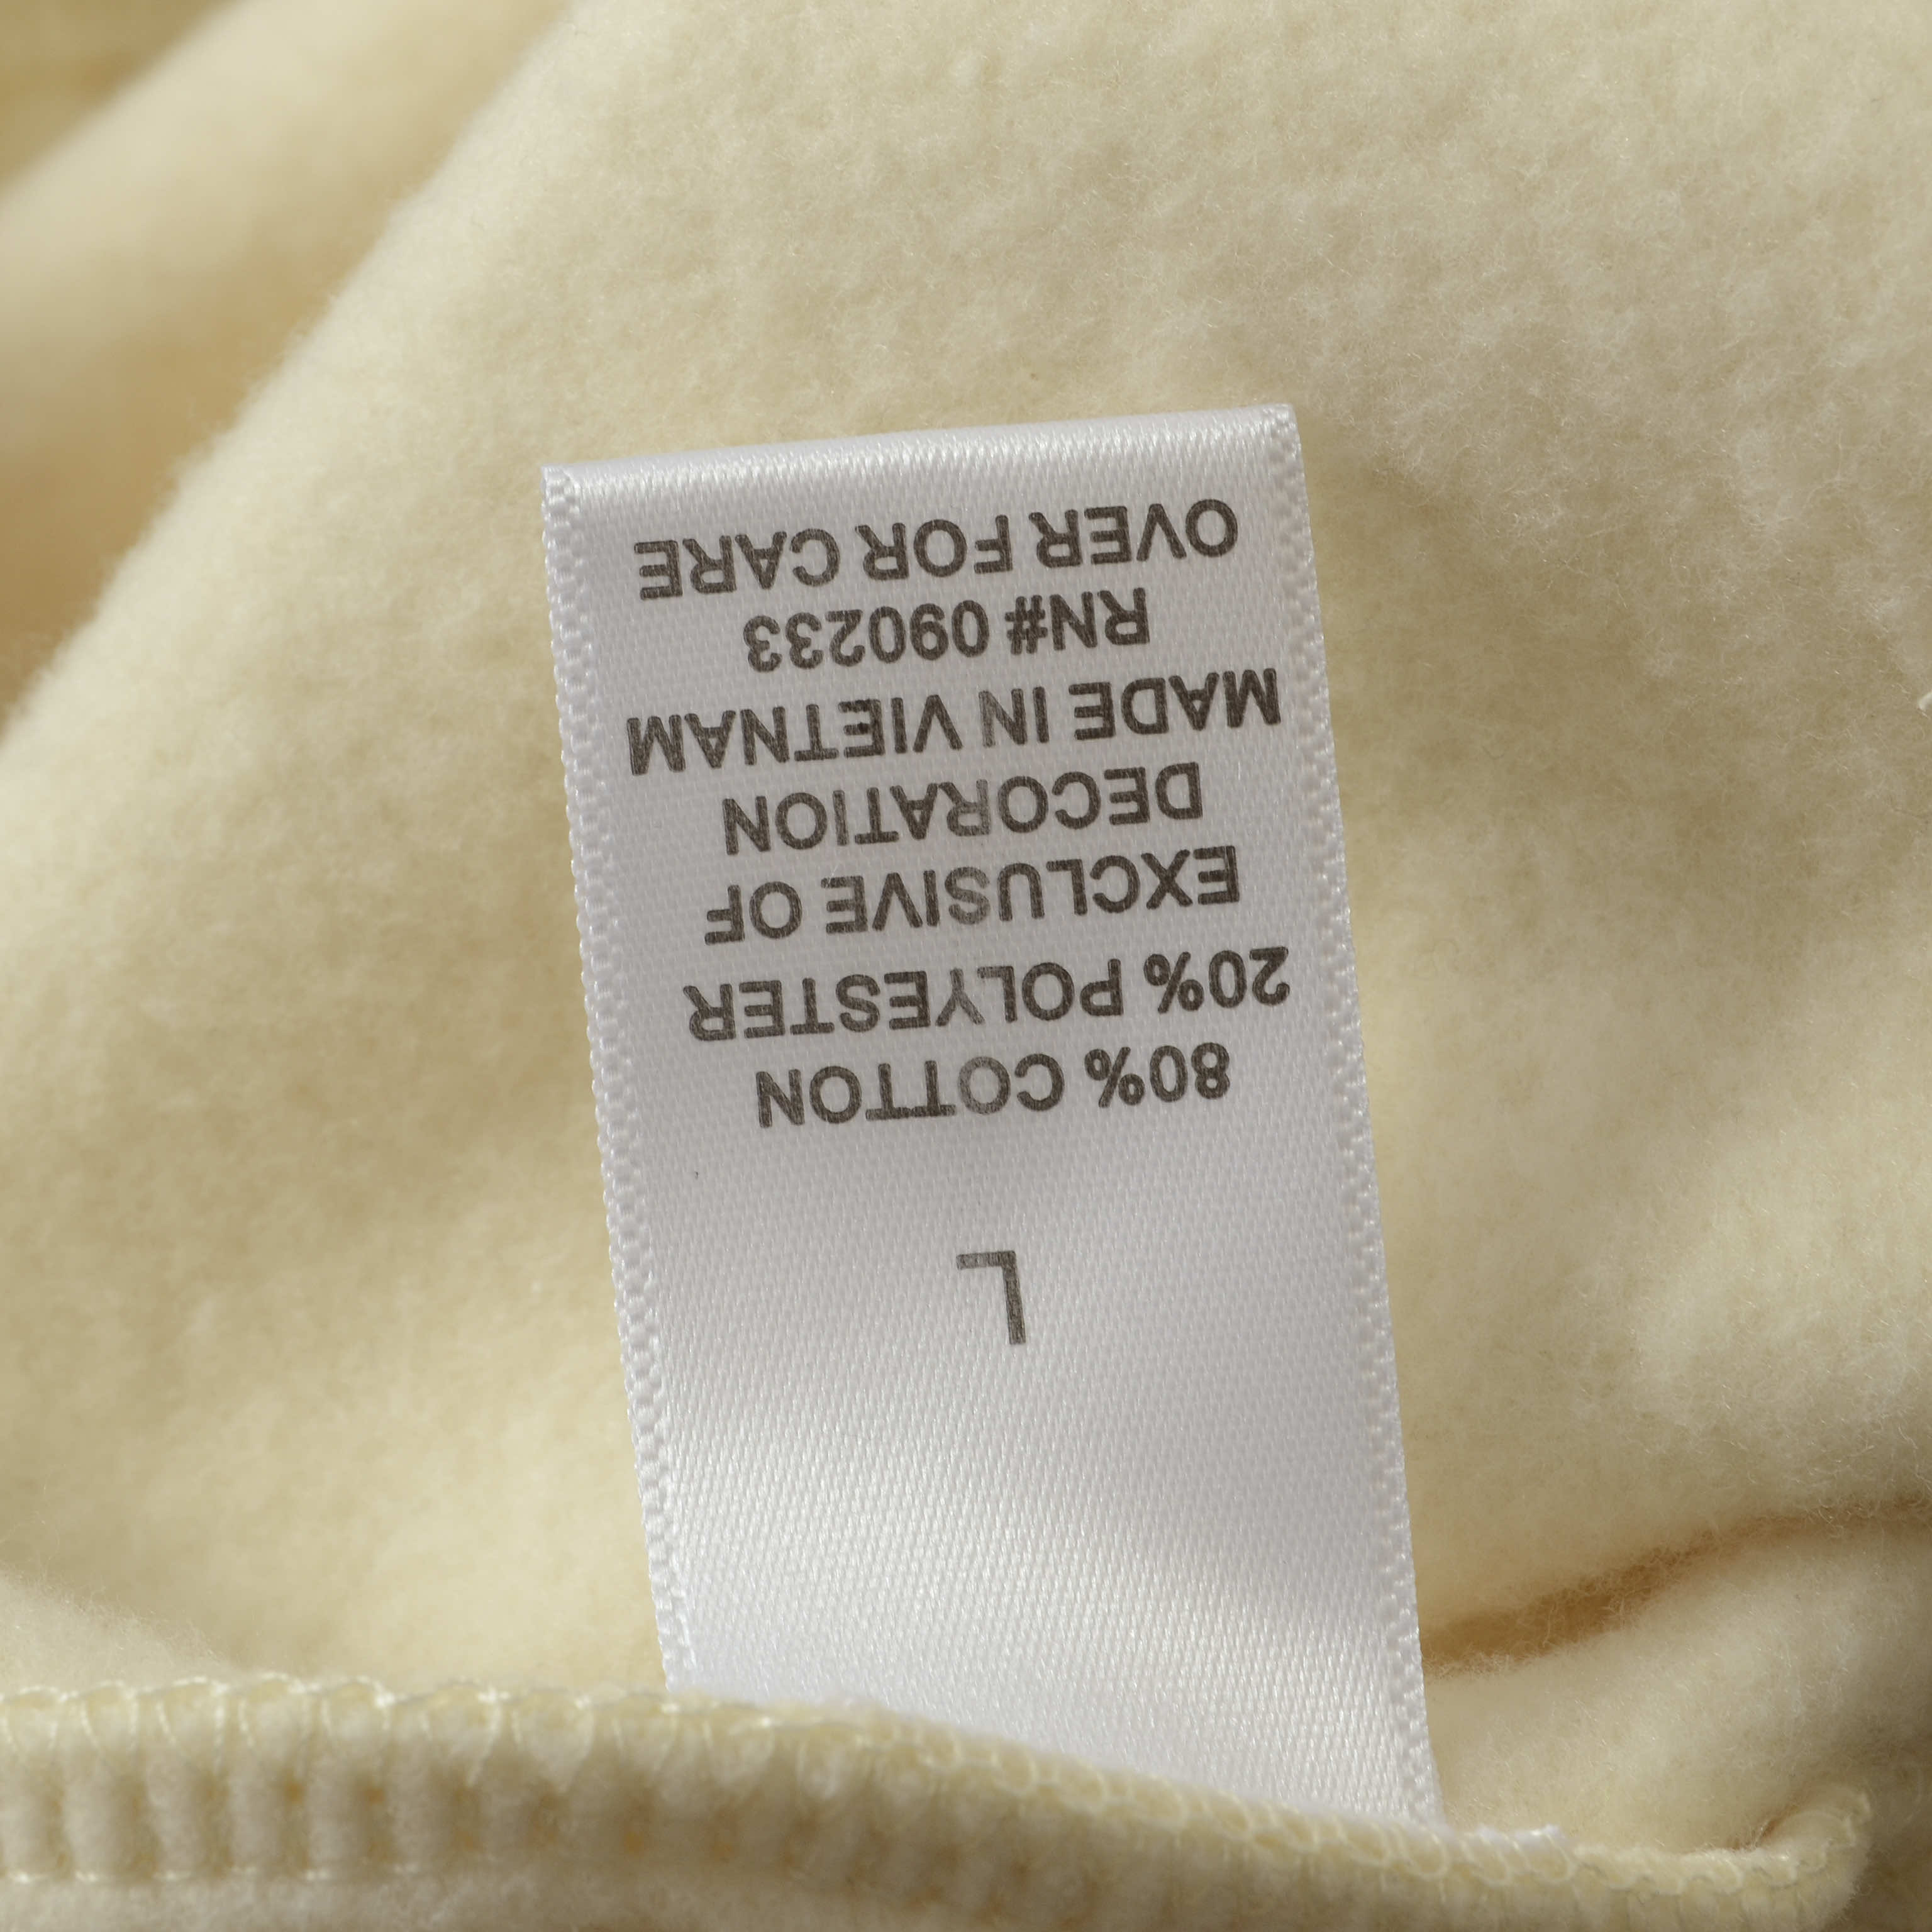 L
80% COTTON
20% POLYESTER
EXCLUSIVE OF
DECORATION
MADE IN VIETNAM
RN# 090233
OVER FOR CARE